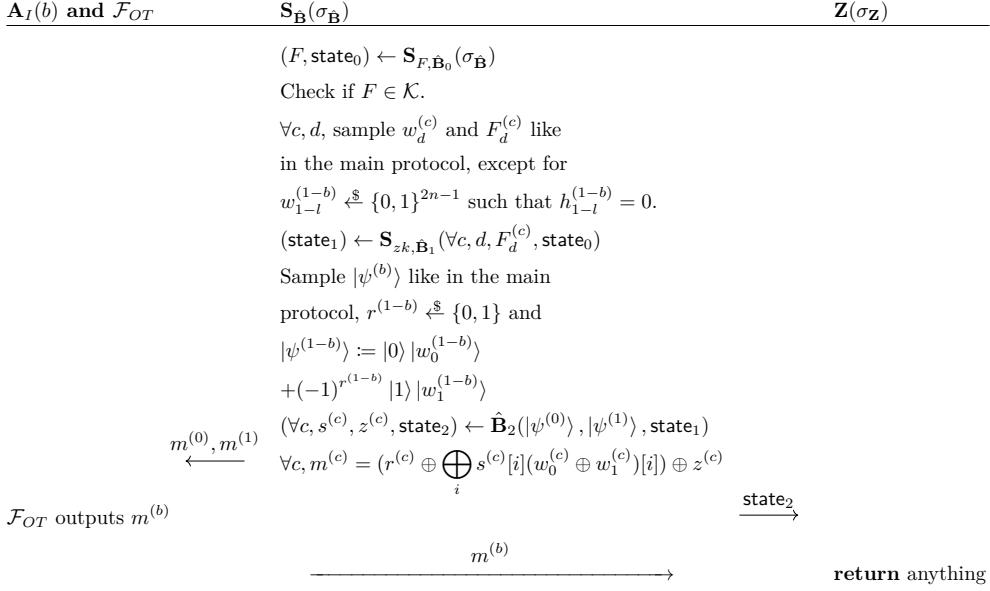 A_I(b) and F_OT    S_B̂(σ_B̂)    Z(σ_Z)
(F, state_0) ← S_{F,B̂_0}(σ_B̂)
Check if F ∈ K.
∀c, d, sample w_d^{(c)} and F_d^{(c)} like
in the main protocol, except for
w_{1−l}^{(1−b)} ←$ {0, 1}^{2n−1} such that h_{1−l}^{(1−b)} = 0.
(state_1) ← S_{zk,B̂_1}(∀c, d, F_d^{(c)}, state_0)
Sample |ψ^{(b)}⟩ like in the main
protocol, r^{(1−b)} ←$ {0, 1} and
|ψ^{(1−b)}⟩ := |0⟩ |w_0^{(1−b)}⟩
+(−1)^{r^{(1−b)}} |1⟩ |w_1^{(1−b)}⟩
(∀c, s^{(c)}, z^{(c)}, state_2) ← B̂_2(|ψ^{(0)}⟩, |ψ^{(1)}⟩, state_1)
m^{(0)}, m^{(1)} ←    ∀c, m^{(c)} = (r^{(c)} ⊕ ⨁_i s^{(c)}[i](w_0^{(c)} ⊕ w_1^{(c)})[i]) ⊕ z^{(c)}
F_OT outputs m^{(b)}    state_2 →
m^{(b)} →    return anything